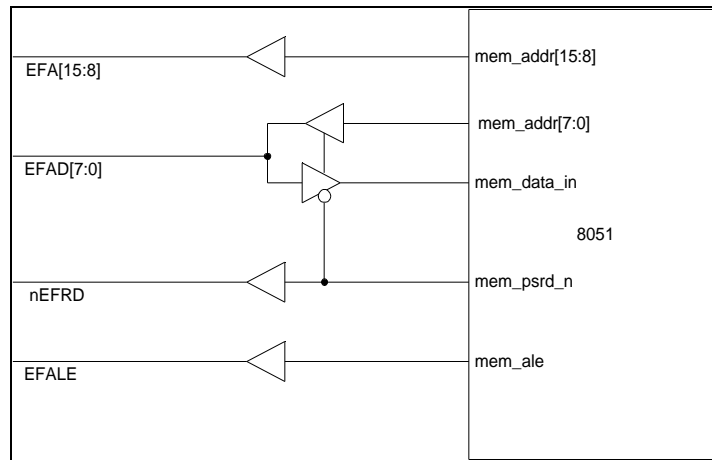 mem_addr[15:8]
EFA[15:8]
mem_addr[7:0]
EFAD[7:0]
mem_data_in
8051
mem_psrd_n
nEFRD
mem_ale
EFALE